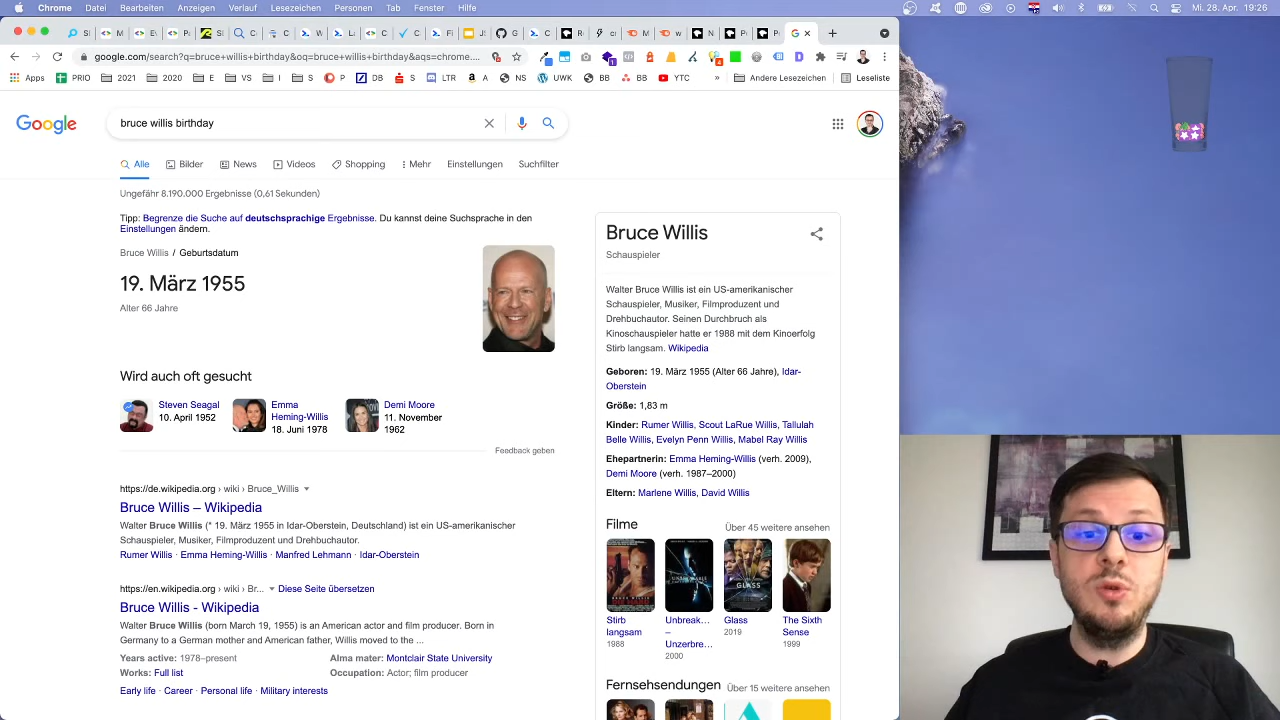 Chrome Datei Bearbeiten Anzeigen Verlauf Lesezeichen Personen Tab Fenster Hilfe
Mi. 28. Apr. 19:26
google.com/search?q=bruce+willis+birthday&oq=bruce+willis+birthday&aqs=chrome....
Apps PRIO 2021 2020 E VS I S P DB S LTR... A NS UWK BB BB YTC » Andere Lesezeichen Leseliste
Google
bruce willis birthday
Alle Bilder News Videos Shopping Mehr Einstellungen Suchfilter
Ungefähr 8.190.000 Ergebnisse (0,61 Sekunden)
Tipp: Begrenze die Suche auf deutschsprachige Ergebnisse. Du kannst deine Suchsprache in den
Einstellungen ändern.
Bruce Willis / Geburtsdatum
19. März 1955
Alter 66 Jahre
Wird auch oft gesucht
Steven Seagal
10. April 1952
Emma
Heming-Willis
18. Juni 1978
Demi Moore
11. November
1962
Feedback geben
https://de.wikipedia.org › wiki › Bruce_Willis
Bruce Willis – Wikipedia
Walter Bruce Willis (* 19. März 1955 in Idar-Oberstein, Deutschland) ist ein US-amerikanischer
Schauspieler, Musiker, Filmproduzent und Drehbuchautor.
Rumer Willis · Emma Heming-Willis · Manfred Lehmann · Idar-Oberstein
https://en.wikipedia.org › wiki › Br... Diese Seite übersetzen
Bruce Willis - Wikipedia
Walter Bruce Willis (born March 19, 1955) is an American actor and film producer. Born in
Germany to a German mother and American father, Willis moved to the ...
Years active: 1978–present
Alma mater: Montclair State University
Works: Full list
Occupation: Actor; film producer
Early life · Career · Personal life · Military interests
Bruce Willis
Schauspieler
Walter Bruce Willis ist ein US-amerikanischer
Schauspieler, Musiker, Filmproduzent und
Drehbuchautor. Seinen Durchbruch als
Kinoschauspieler hatte er 1988 mit dem Kinoerfolg
Stirb langsam. Wikipedia
Geboren: 19. März 1955 (Alter 66 Jahre), Idar-
Oberstein
Größe: 1,83 m
Kinder: Rumer Willis, Scout LaRue Willis, Tallulah
Belle Willis, Evelyn Penn Willis, Mabel Ray Willis
Ehepartnerin: Emma Heming-Willis (verh. 2009),
Demi Moore (verh. 1987–2000)
Eltern: Marlene Willis, David Willis
Filme
Über 45 weitere ansehen
GLASS
Stirb
langsam
1988
Unbreak...
–
Unzerbre...
2000
Glass
2019
The Sixth
Sense
1999
Fernsehsendungen
Über 15 weitere ansehen